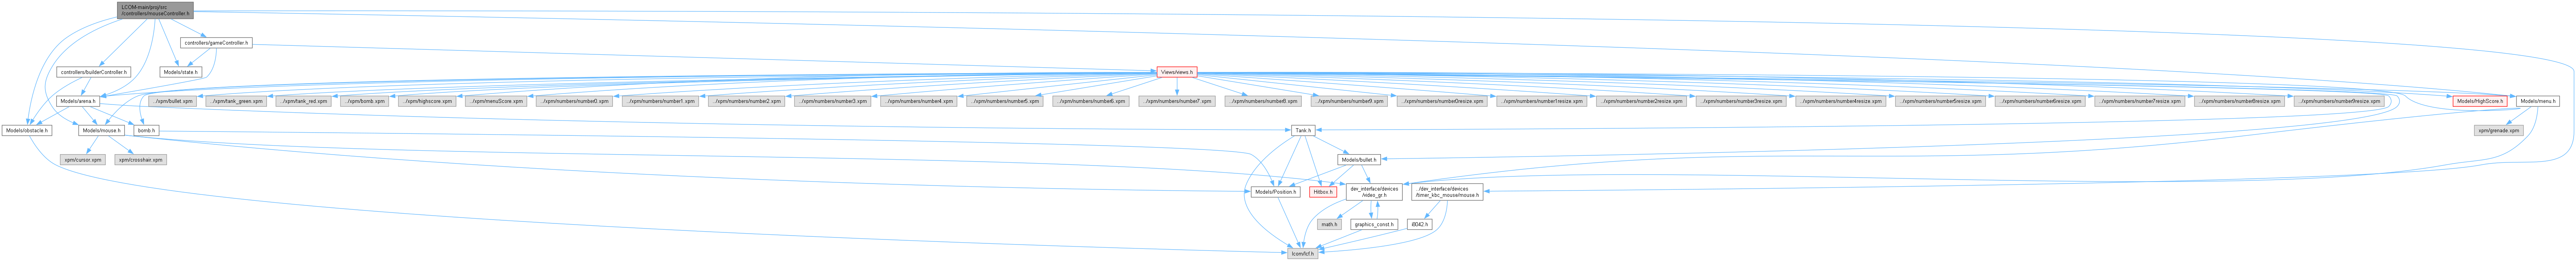 LCOM-main/proj/src
/controllers/mouseController.h
controllers/gameController.h
controllers/builderController.h
Models/state.h
Views/views.h
Models/arena.h
../xpm/bullet.xpm
../xpm/tank_green.xpm
../xpm/tank_red.xpm
../xpm/bomb.xpm
../xpm/highscore.xpm
../xpm/menuScore.xpm
../xpm/numbers/number0.xpm
../xpm/numbers/number1.xpm
../xpm/numbers/number2.xpm
../xpm/numbers/number3.xpm
../xpm/numbers/number4.xpm
../xpm/numbers/number5.xpm
../xpm/numbers/number6.xpm
../xpm/numbers/number7.xpm
../xpm/numbers/number8.xpm
../xpm/numbers/number9.xpm
../xpm/numbers/number0resize.xpm
../xpm/numbers/number1resize.xpm
../xpm/numbers/number2resize.xpm
../xpm/numbers/number3resize.xpm
../xpm/numbers/number4resize.xpm
../xpm/numbers/number5resize.xpm
../xpm/numbers/number6resize.xpm
../xpm/numbers/number7resize.xpm
../xpm/numbers/number8resize.xpm
../xpm/numbers/number9resize.xpm
Models/HighScore.h
Models/menu.h
Models/obstacle.h
Models/mouse.h
bomb.h
Tank.h
xpm/grenade.xpm
xpm/cursor.xpm
xpm/crosshair.xpm
Models/bullet.h
Models/Position.h
Hitbox.h
dev_interface/devices
/video_gr.h
../dev_interface/devices
/timer_kbc_mouse/mouse.h
math.h
graphics_const.h
i8042.h
lcom/lcf.h